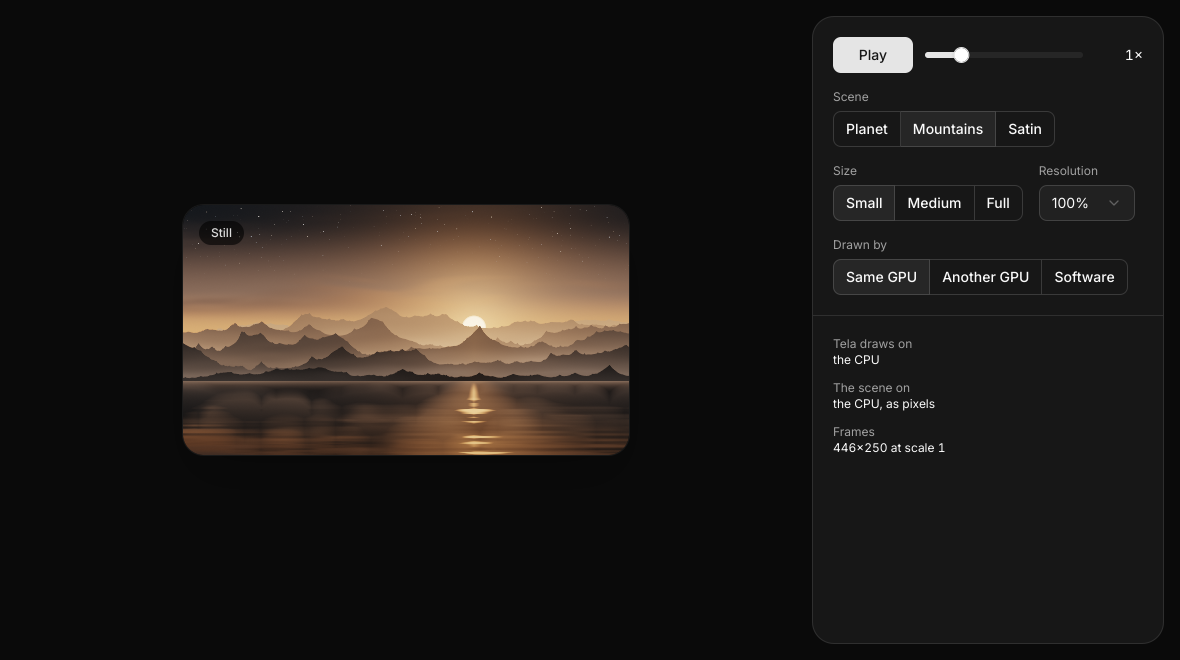 Still
Play 1×
Scene
Planet Mountains Satin
Size Resolution
Small Medium Full 100%
Drawn by
Same GPU Another GPU Software
Tela draws on
the CPU
The scene on
the CPU, as pixels
Frames
446×250 at scale 1